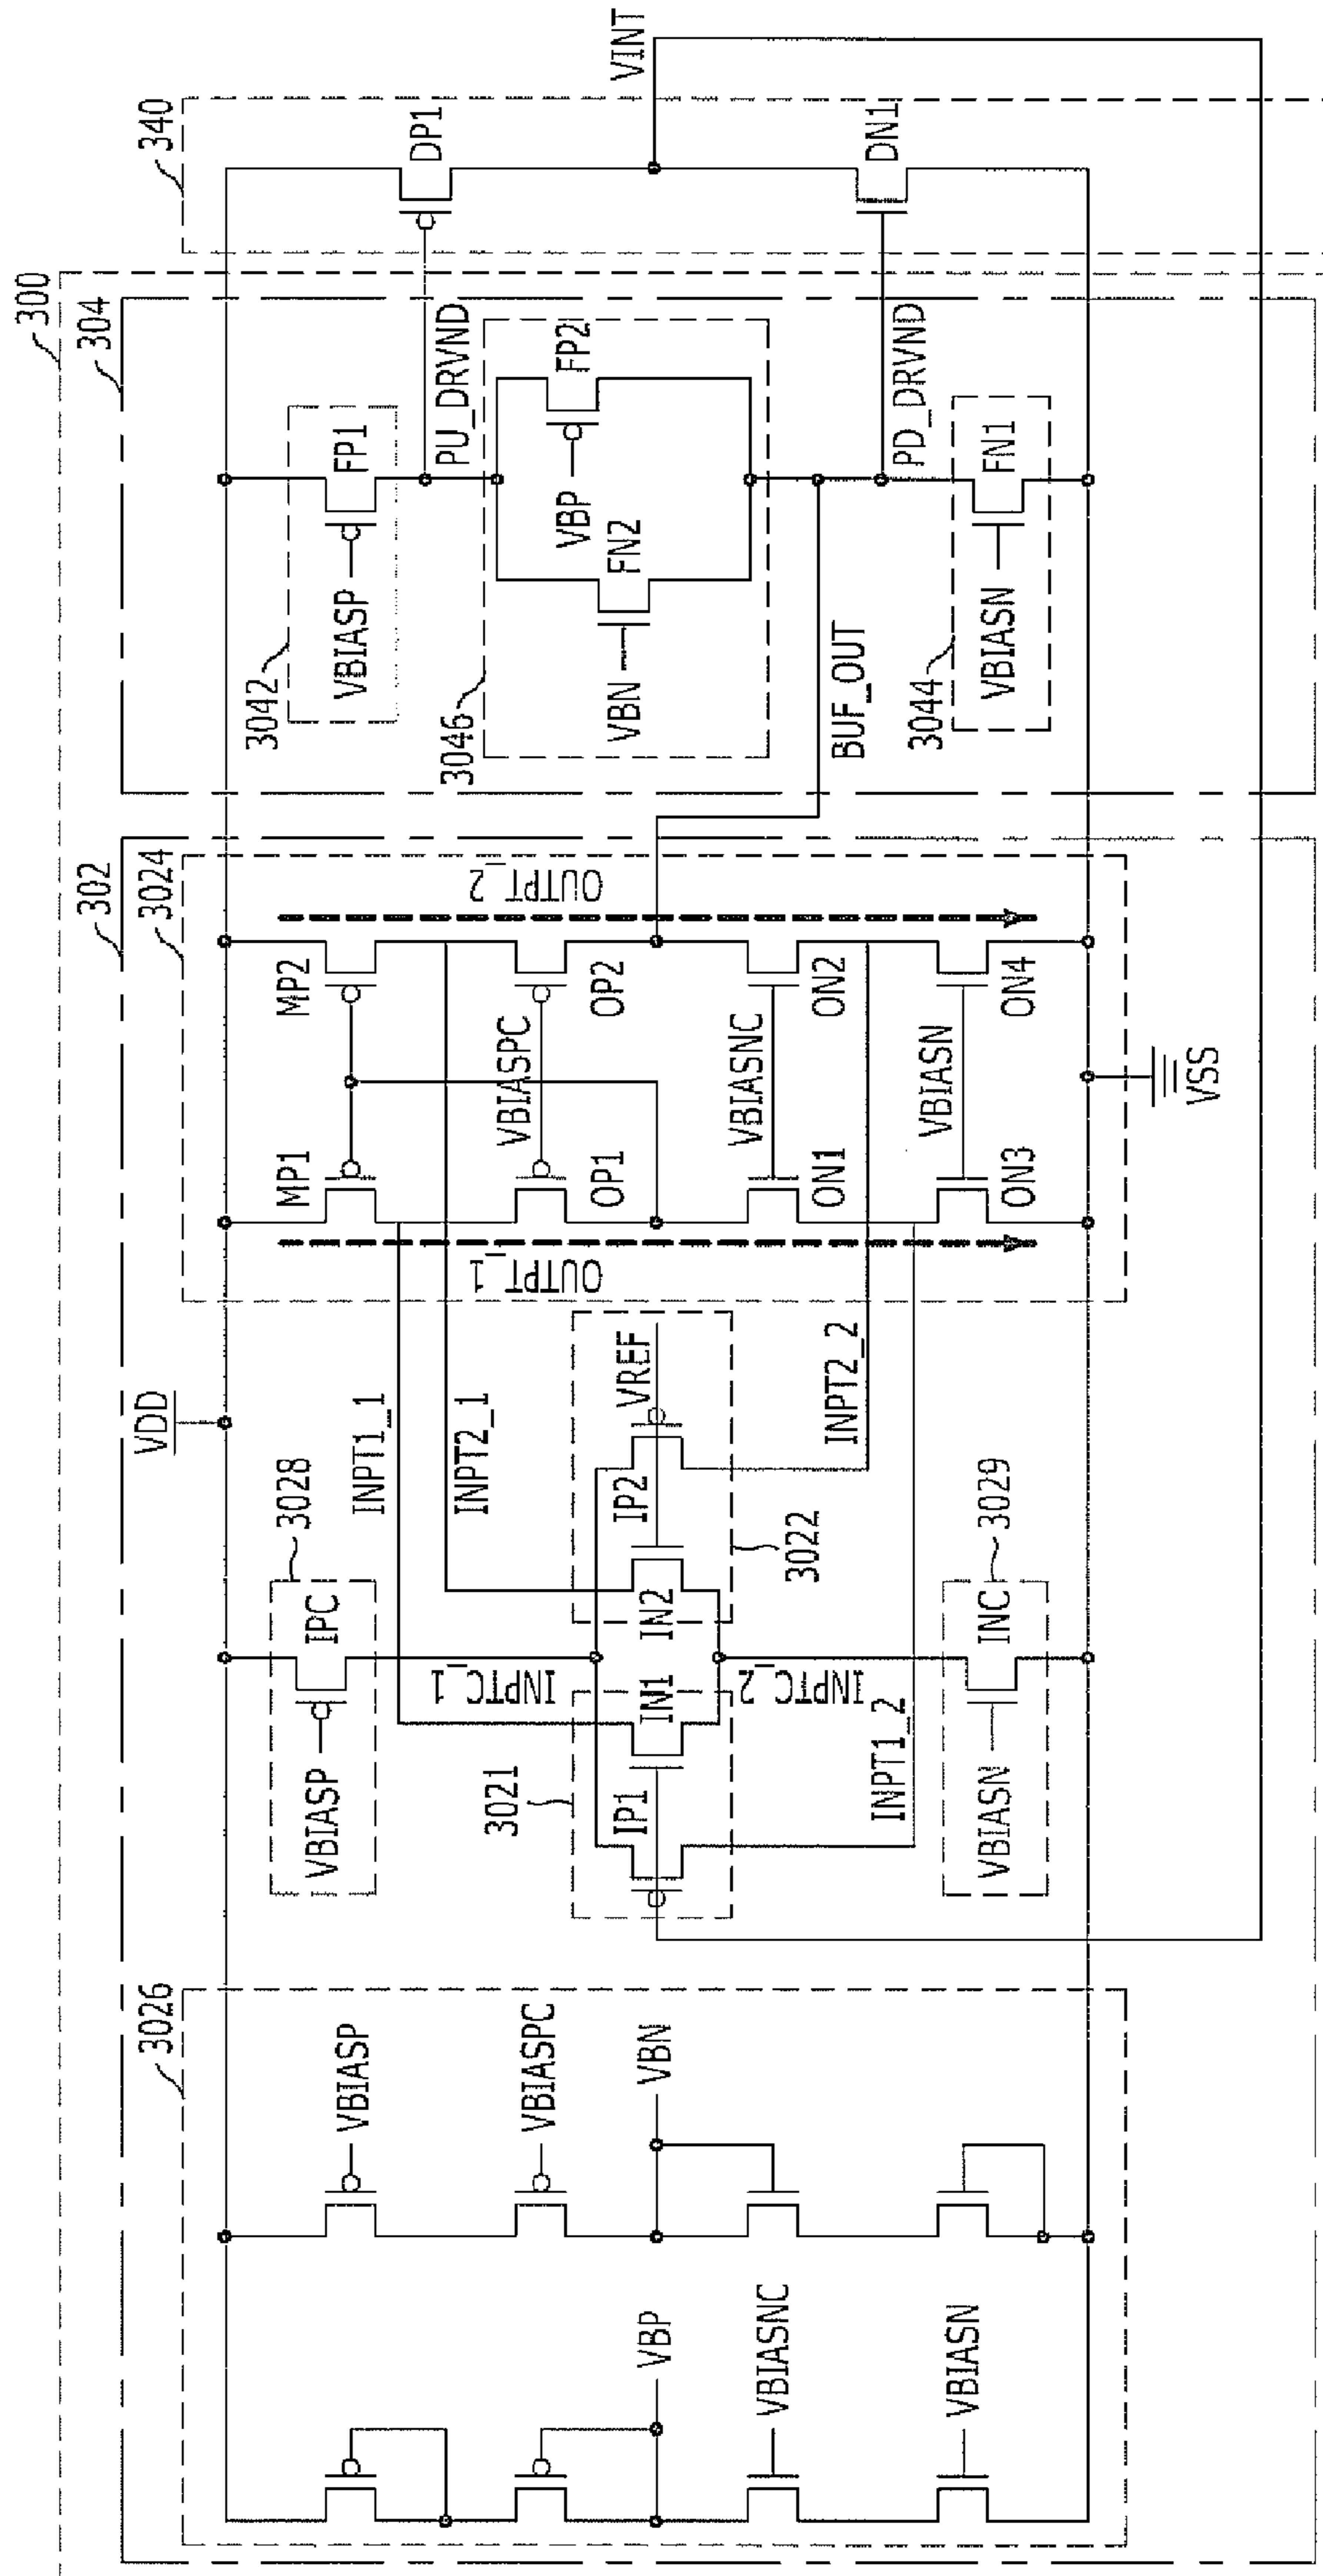 300
302
3026
VBIASP
VBIASPC
VBP
VBN
VBIASNC
VBIASN
VDD
3028
VBIASP
IPC
INPT1_1
INPT2_1
INPTC_1
3021
IP1
IN1
IN2
IP2
VREF
3022
INPTC_2
INPT1_2
INPT2_2
3029
VBIASN
INC
3024
MP1
MP2
VBIASPC
OP1
OP2
OUTPT_1
OUTPT_2
VBIASNC
ON1
ON2
VBIASN
ON3
ON4
VSS
304
3042
VBIASP
FP1
PU_DRVND
3046
VBN
FN2
VBP
FP2
BUF_OUT
PD_DRVND
3044
VBIASN
FN1
340
DP1
VINT
DN1